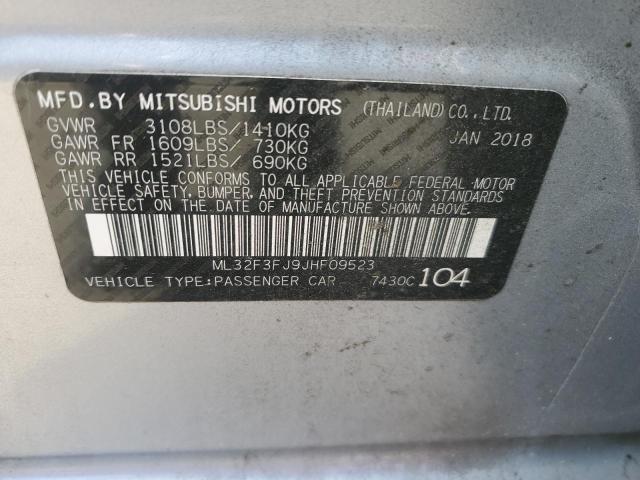 MFD.BY MITSUBISHI MOTORS (THAILAND)CO.,LTD.
GVWR 3108LBS/1410KG JAN 2018
GAWR FR 1609LBS/ 730KG
GAWR RR 1521LBS/ 690KG
THIS VEHICLE CONFORMS TO ALL APPLICABLE FEDERAL MOTOR
VEHICLE SAFETY, BUMPER, AND THEFT PREVENTION STANDARDS
IN EFFECT ON THE DATE OF MANUFACTURE SHOWN ABOVE.
ML32F3FJ9JHF09523
VEHICLE TYPE:PASSENGER CAR 7430C 104